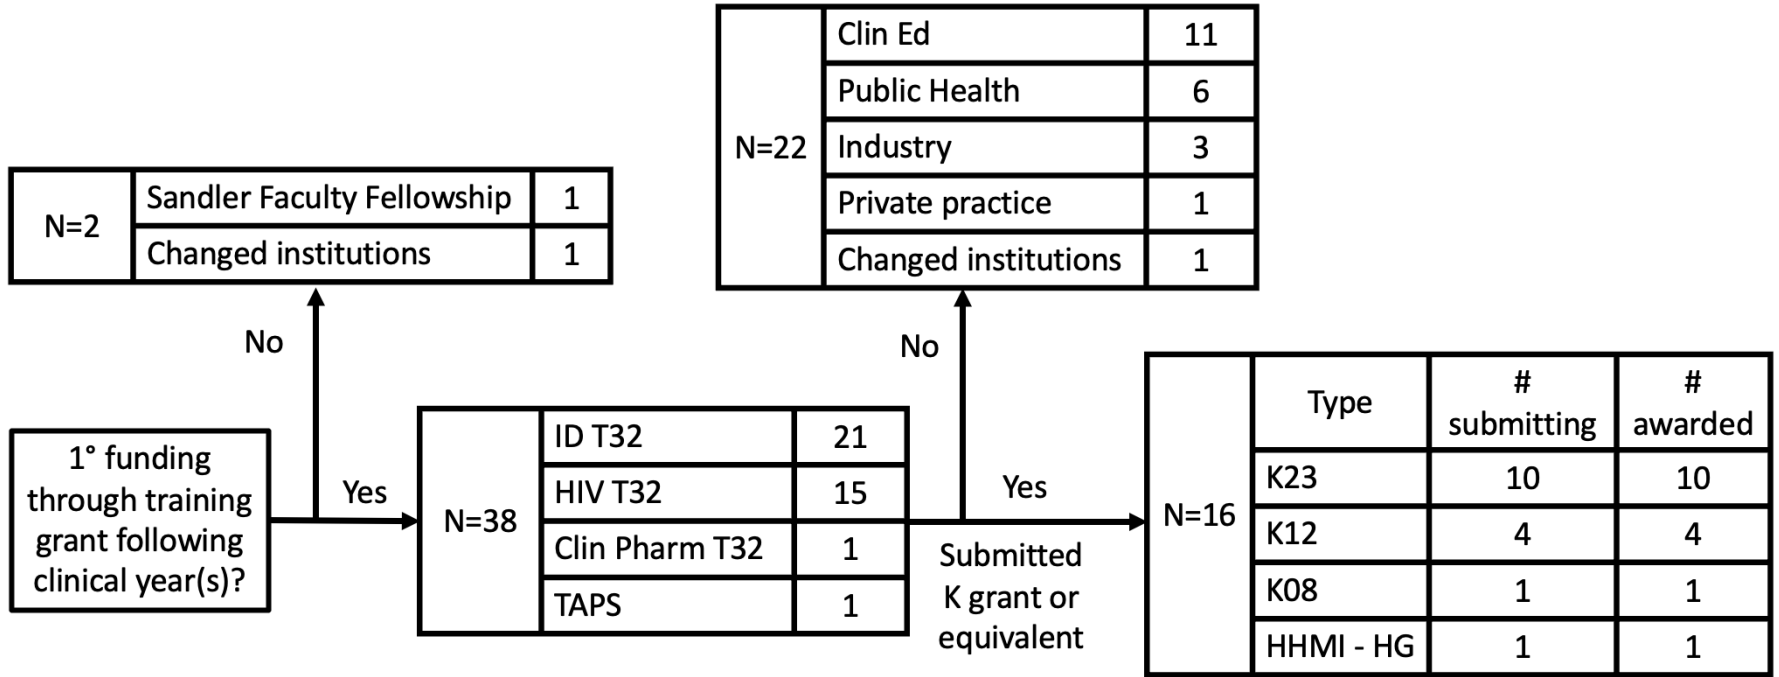 Clin Ed 11
Public Health 6
N=22
Industry 3
Private practice 1
Changed institutions 1
N=2
Sandler Faculty Fellowship 1
Changed institutions 1
No
No
1° funding
through training
grant following
clinical year(s)?
Yes
N=38
ID T32 21
HIV T32 15
Clin Pharm T32 1
TAPS 1
Yes
Submitted
K grant or
equivalent
N=16
Type
#
submitting
#
awarded
K23 10 10
K12 4 4
K08 1 1
HHMI - HG 1 1